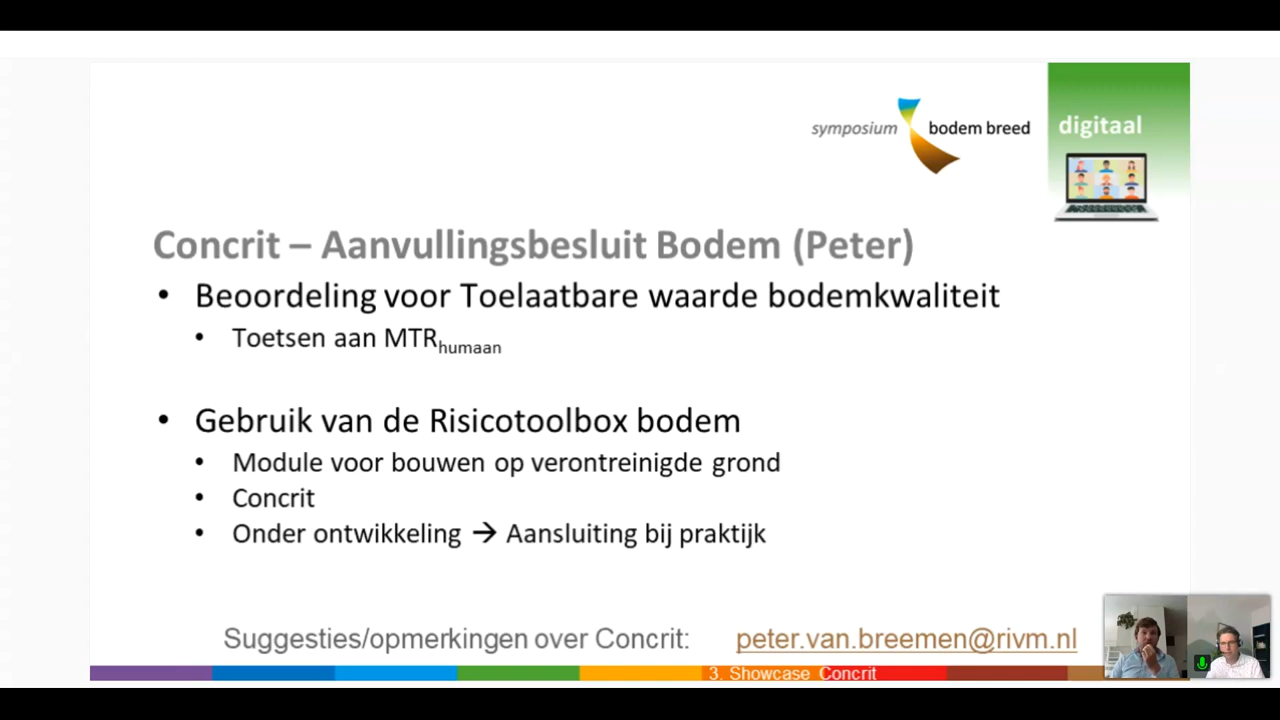 symposium bodem breed
digitaal
Concrit – Aanvullingsbesluit Bodem (Peter)
• Beoordeling voor Toelaatbare waarde bodemkwaliteit
• Toetsen aan MTRhumaan
• Gebruik van de Risicotoolbox bodem
• Module voor bouwen op verontreinigde grond
• Concrit
• Onder ontwikkeling → Aansluiting bij praktijk
Suggesties/opmerkingen over Concrit: peter.van.breemen@rivm.nl
3. Showcase Concrit